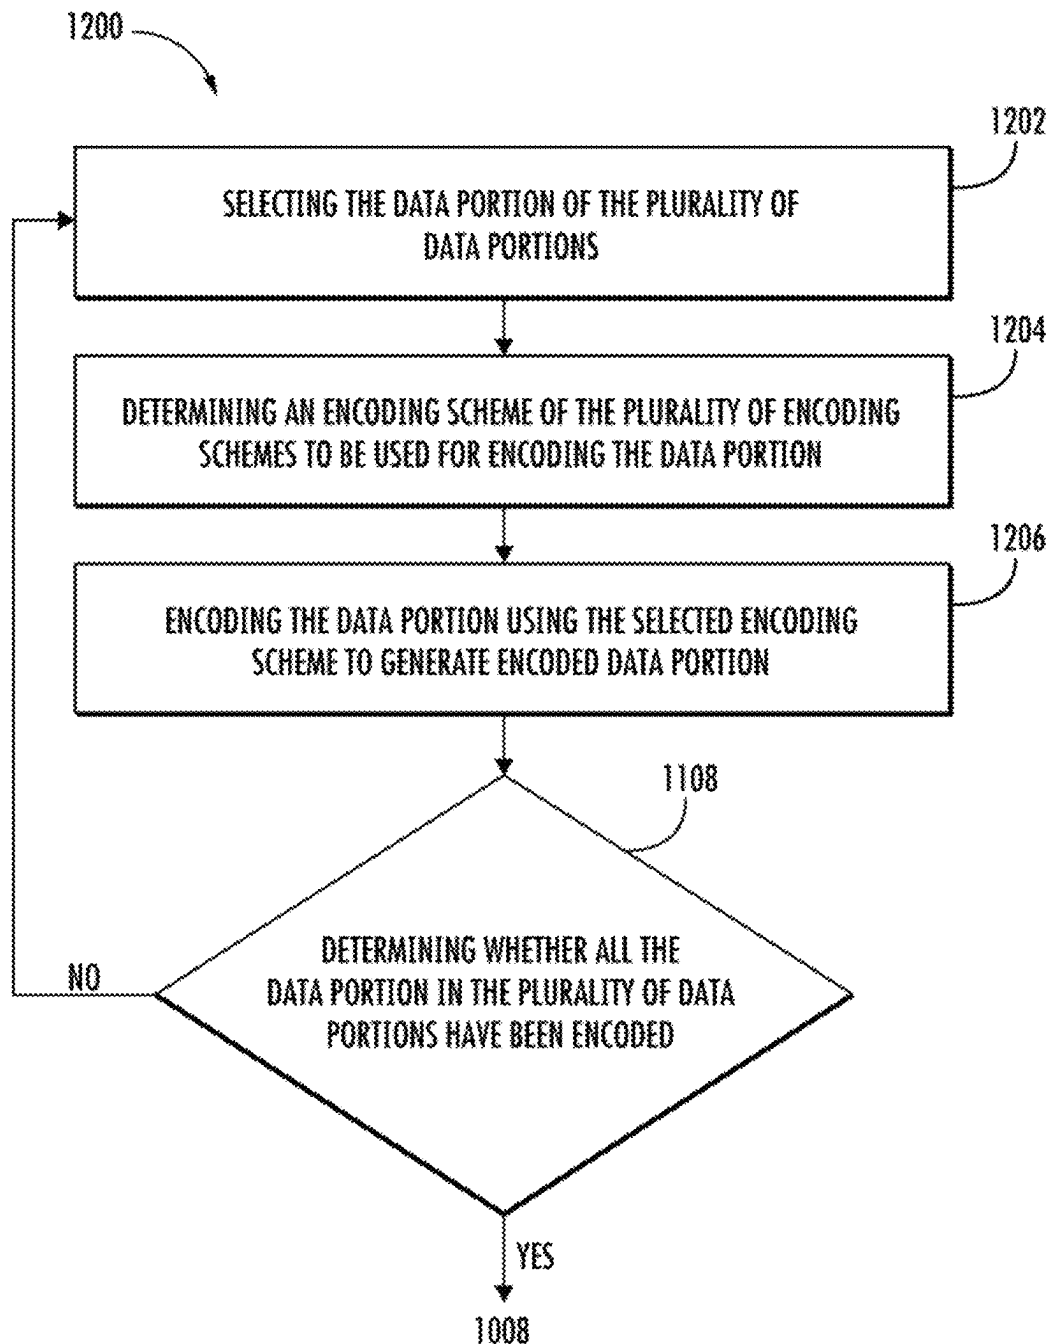 1200
1202
SELECTING THE DATA PORTION OF THE PLURALITY OF
DATA PORTIONS
1204
DETERMINING AN ENCODING SCHEME OF THE PLURALITY OF ENCODING
SCHEMES TO BE USED FOR ENCODING THE DATA PORTION
1206
ENCODING THE DATA PORTION USING THE SELECTED ENCODING
SCHEME TO GENERATE ENCODED DATA PORTION
1108
DETERMINING WHETHER ALL THE
DATA PORTION IN THE PLURALITY OF DATA
PORTIONS HAVE BEEN ENCODED
NO
YES
1008